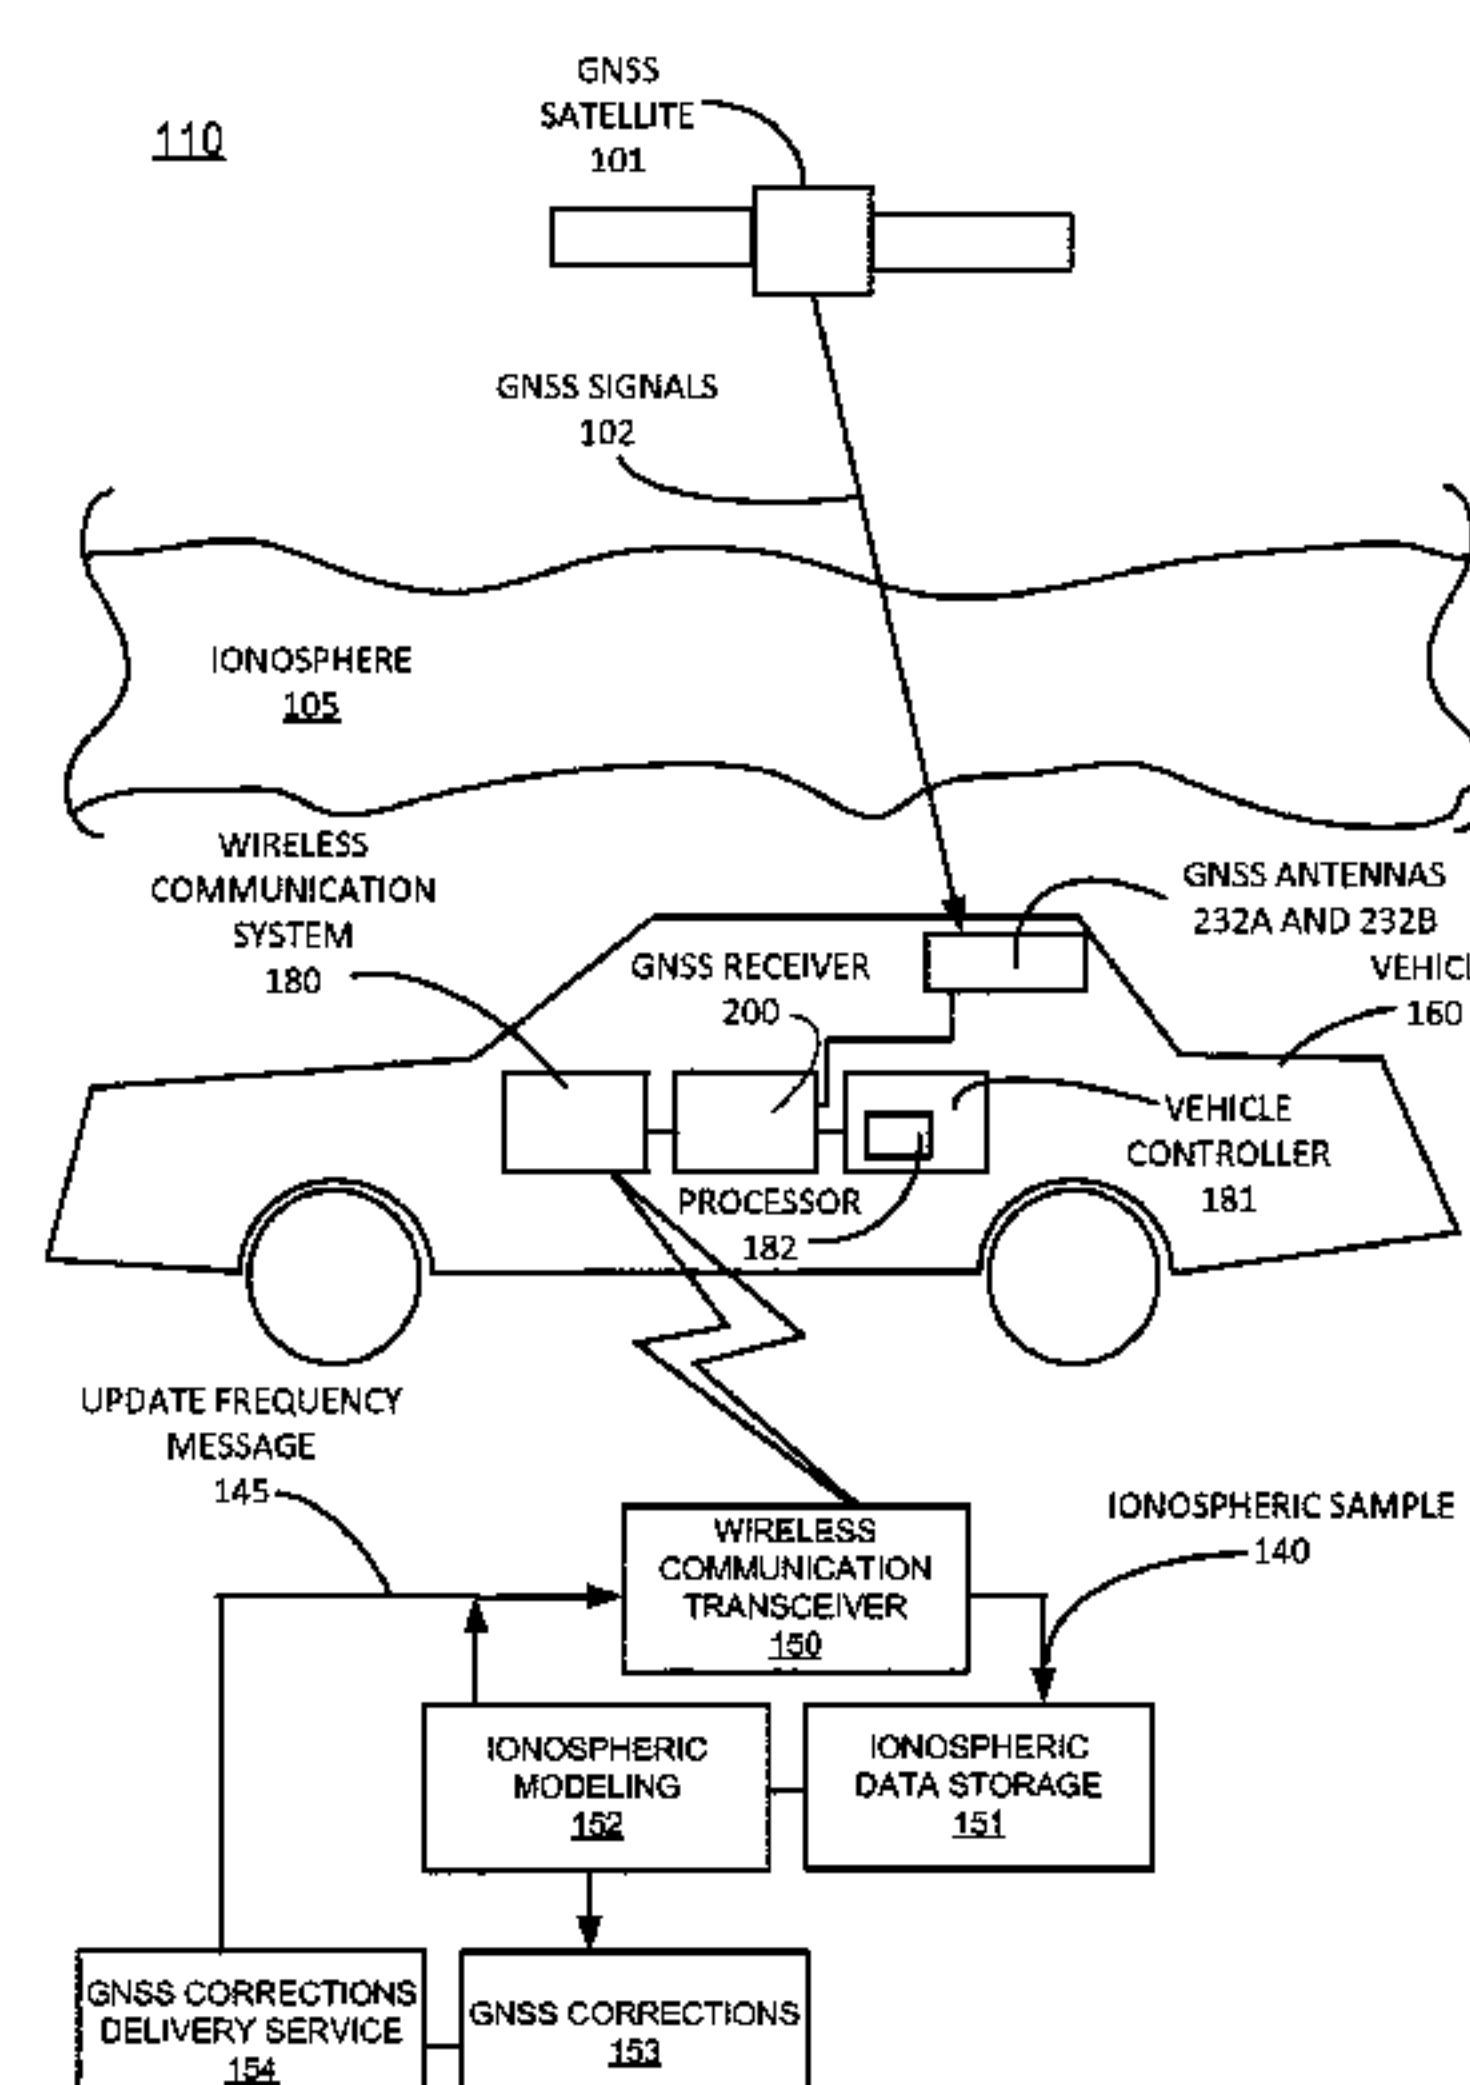 110
GNSS
SATELLITE
101
GNSS SIGNALS
102
IONOSPHERE
105
WIRELESS
COMMUNICATION
SYSTEM
180
GNSS ANTENNAS
232A AND 232B
GNSS RECEIVER
200
160
VEHICLE
CONTROLLER
181
PROCESSOR
182
UPDATE FREQUENCY
MESSAGE
145
IONOSPHERIC SAMPLE
140
WIRELESS
COMMUNICATION
TRANSCEIVER
150
IONOSPHERIC
MODELING
152
IONOSPHERIC
DATA STORAGE
151
GNSS CORRECTIONS
DELIVERY SERVICE
154
GNSS CORRECTIONS
153